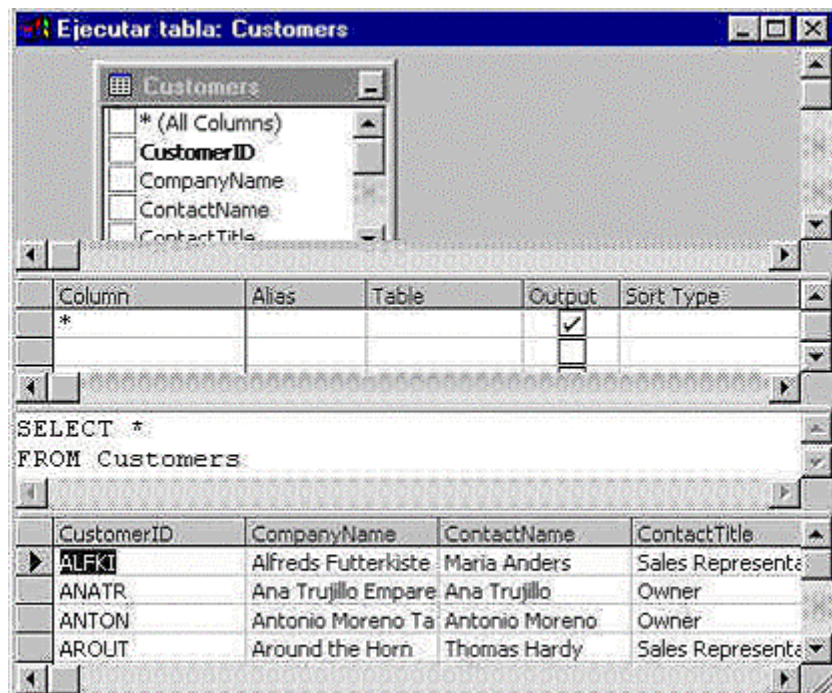 Ejecutar tabla: Customers
Customers
* (All Columns)
CustomerID
CompanyName
ContactName
ContactTitle
Column Alias Table Output Sort Type
*
SELECT *
FROM Customers
CustomerID CompanyName ContactName ContactTitle
ALFKI Alfreds Futterkiste Maria Anders Sales Representa
ANATR Ana Trujillo Empare Ana Trujillo Owner
ANTON Antonio Moreno Ta Antonio Moreno Owner
AROUT Around the Horn Thomas Hardy Sales Representa